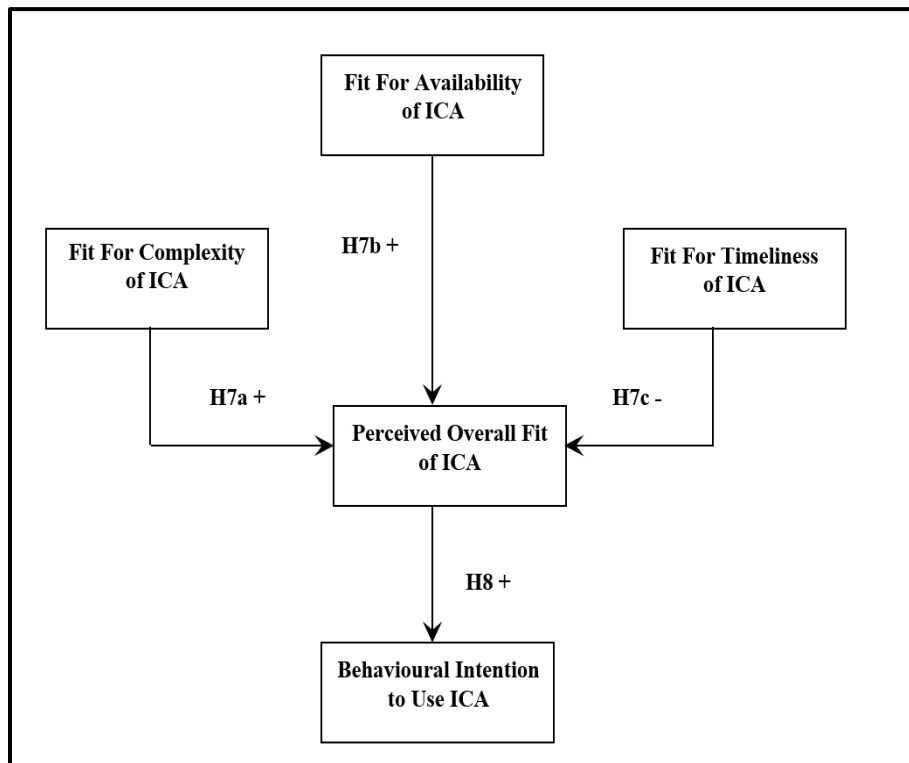 Fit For Availability
of ICA
H7b +
Fit For Complexity
of ICA
Fit For Timeliness
of ICA
H7a +
H7c -
Perceived Overall Fit
of ICA
H8 +
Behavioural Intention
to Use ICA